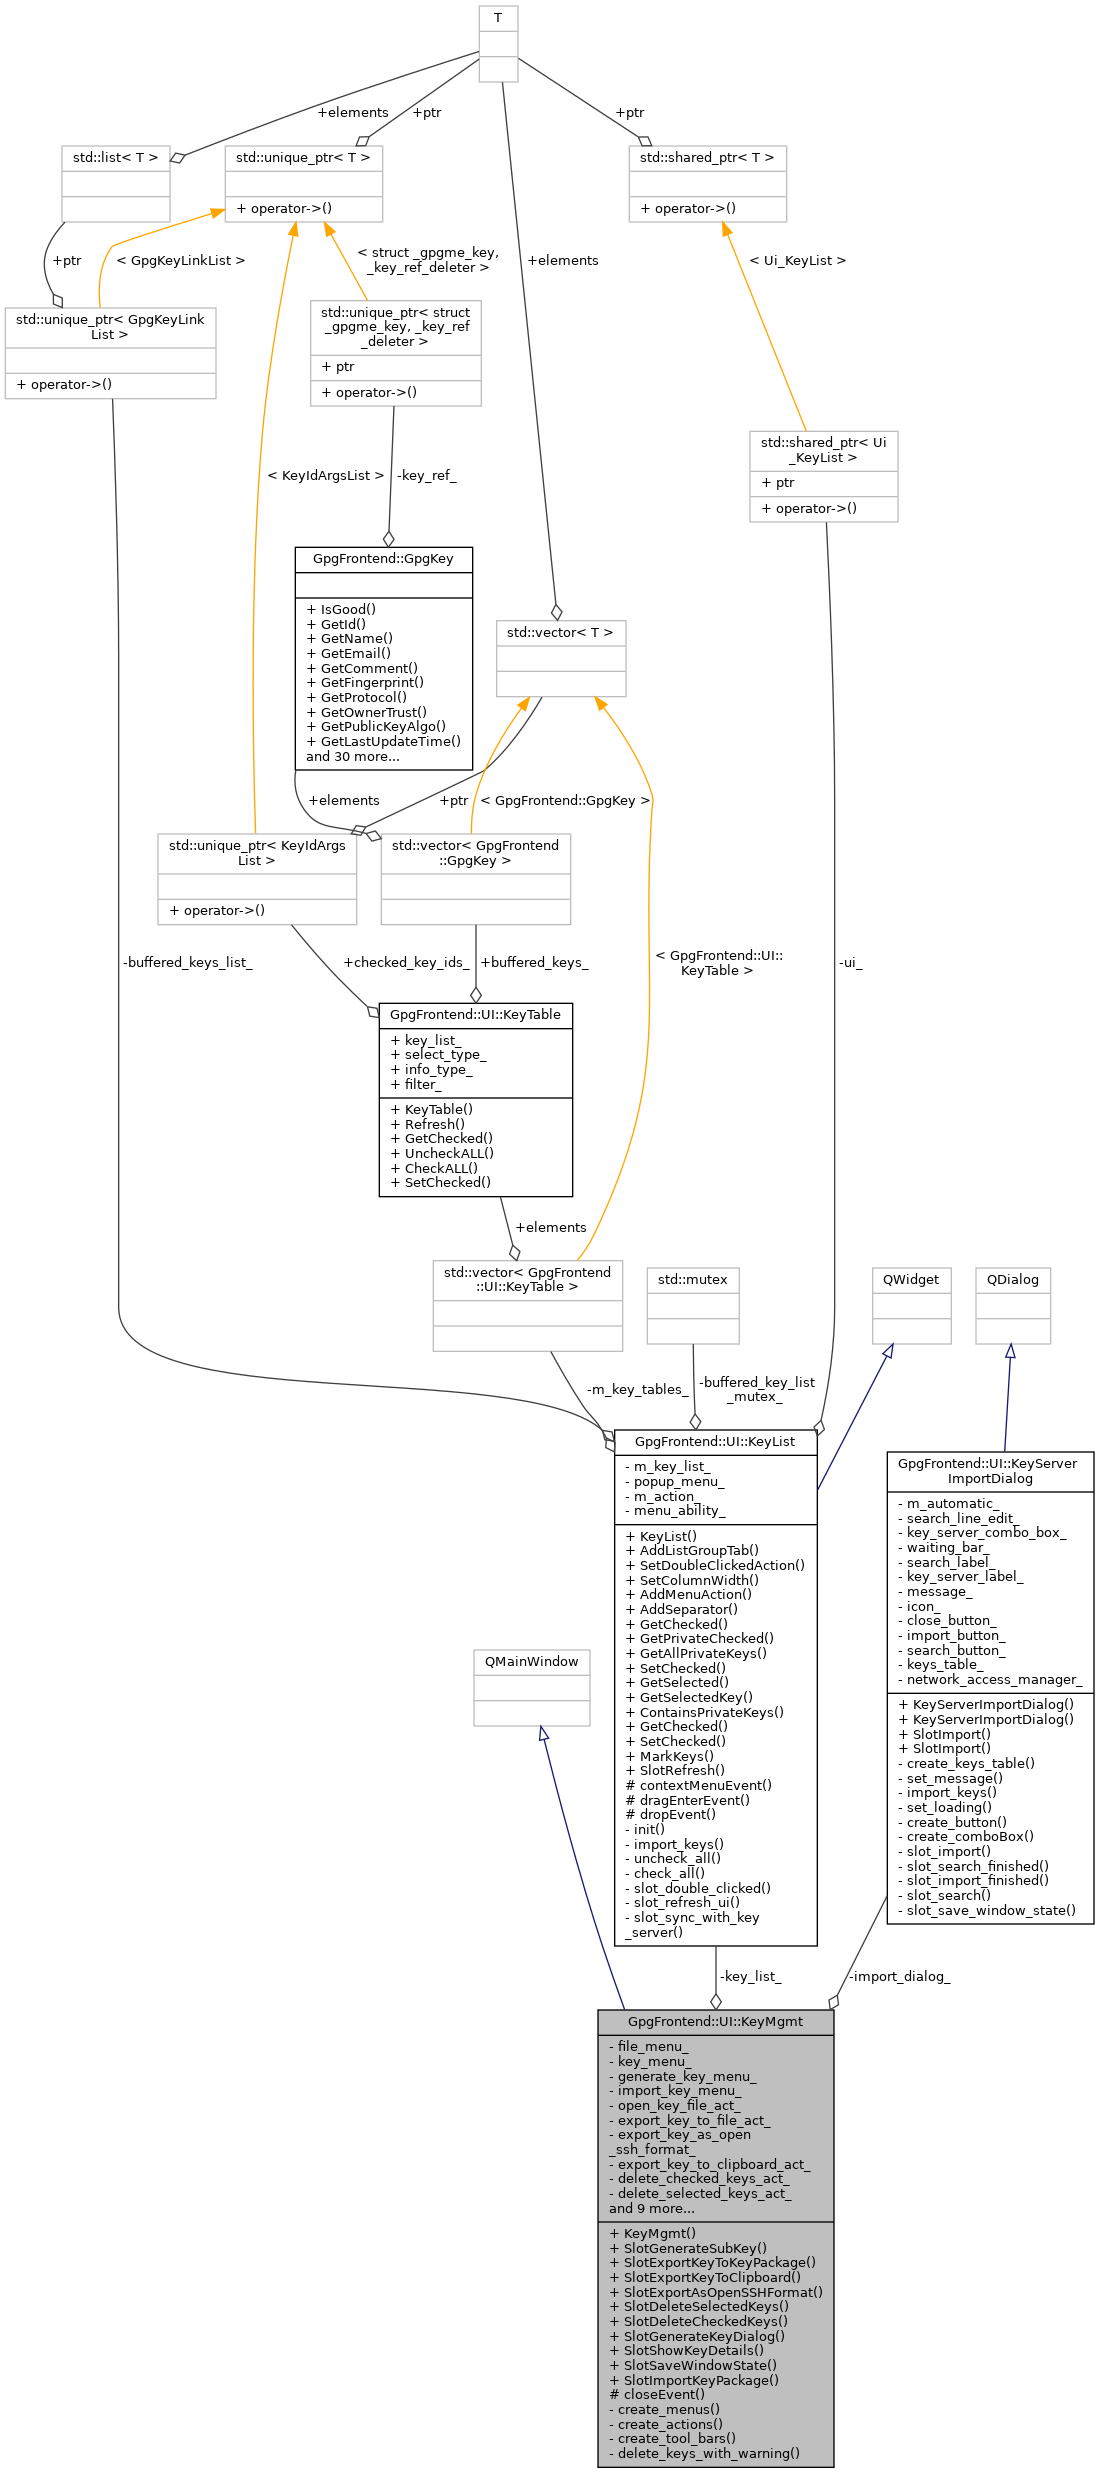 T
+elements
+ptr
+ptr
std::list< T >
std::unique_ptr< T >
+ operator->()
std::shared_ptr< T >
+ operator->()
+ptr
< GpgKeyLinkList >
< struct _gpgme_key,
_key_ref_deleter >
+elements
< Ui_KeyList >
std::unique_ptr< GpgKeyLink
List >
+ operator->()
std::unique_ptr< struct
_gpgme_key, _key_ref
_deleter >
+ ptr
+ operator->()
std::shared_ptr< Ui
_KeyList >
+ ptr
+ operator->()
< KeyIdArgsList >
-key_ref_
GpgFrontend::GpgKey
+ IsGood()
+ GetId()
+ GetName()
+ GetEmail()
+ GetComment()
+ GetFingerprint()
+ GetProtocol()
+ GetOwnerTrust()
+ GetPublicKeyAlgo()
+ GetLastUpdateTime()
and 30 more...
std::vector< T >
+elements
+ptr
< GpgFrontend::GpgKey >
std::unique_ptr< KeyIdArgs
List >
+ operator->()
std::vector< GpgFrontend
::GpgKey >
-buffered_keys_list_
+checked_key_ids_
+buffered_keys_
< GpgFrontend::UI::
KeyTable >
-ui_
GpgFrontend::UI::KeyTable
+ key_list_
+ select_type_
+ info_type_
+ filter_
+ KeyTable()
+ Refresh()
+ GetChecked()
+ UncheckALL()
+ CheckALL()
+ SetChecked()
+elements
std::vector< GpgFrontend
::UI::KeyTable >
std::mutex
QWidget
QDialog
-m_key_tables_
-buffered_key_list
_mutex_
GpgFrontend::UI::KeyList
- m_key_list_
- popup_menu_
- m_action_
- menu_ability_
+ KeyList()
+ AddListGroupTab()
+ SetDoubleClickedAction()
+ SetColumnWidth()
+ AddMenuAction()
+ AddSeparator()
+ GetChecked()
+ GetPrivateChecked()
+ GetAllPrivateKeys()
+ SetChecked()
+ GetSelected()
+ GetSelectedKey()
+ ContainsPrivateKeys()
+ GetChecked()
+ SetChecked()
+ MarkKeys()
+ SlotRefresh()
# contextMenuEvent()
# dragEnterEvent()
# dropEvent()
- init()
- import_keys()
- uncheck_all()
- check_all()
- slot_double_clicked()
- slot_refresh_ui()
- slot_sync_with_key
_server()
GpgFrontend::UI::KeyServer
ImportDialog
- m_automatic_
- search_line_edit_
- key_server_combo_box_
- waiting_bar_
- search_label_
- key_server_label_
- message_
- icon_
- close_button_
- import_button_
- search_button_
- keys_table_
- network_access_manager_
+ KeyServerImportDialog()
+ KeyServerImportDialog()
+ SlotImport()
+ SlotImport()
- create_keys_table()
- set_message()
- import_keys()
- set_loading()
- create_button()
- create_comboBox()
- slot_import()
- slot_search_finished()
- slot_import_finished()
- slot_search()
- slot_save_window_state()
QMainWindow
-key_list_
-import_dialog_
GpgFrontend::UI::KeyMgmt
- file_menu_
- key_menu_
- generate_key_menu_
- import_key_menu_
- open_key_file_act_
- export_key_to_file_act_
- export_key_as_open
_ssh_format_
- export_key_to_clipboard_act_
- delete_checked_keys_act_
- delete_selected_keys_act_
and 9 more...
+ KeyMgmt()
+ SlotGenerateSubKey()
+ SlotExportKeyToKeyPackage()
+ SlotExportKeyToClipboard()
+ SlotExportAsOpenSSHFormat()
+ SlotDeleteSelectedKeys()
+ SlotDeleteCheckedKeys()
+ SlotGenerateKeyDialog()
+ SlotShowKeyDetails()
+ SlotSaveWindowState()
+ SlotImportKeyPackage()
# closeEvent()
- create_menus()
- create_actions()
- create_tool_bars()
- delete_keys_with_warning()